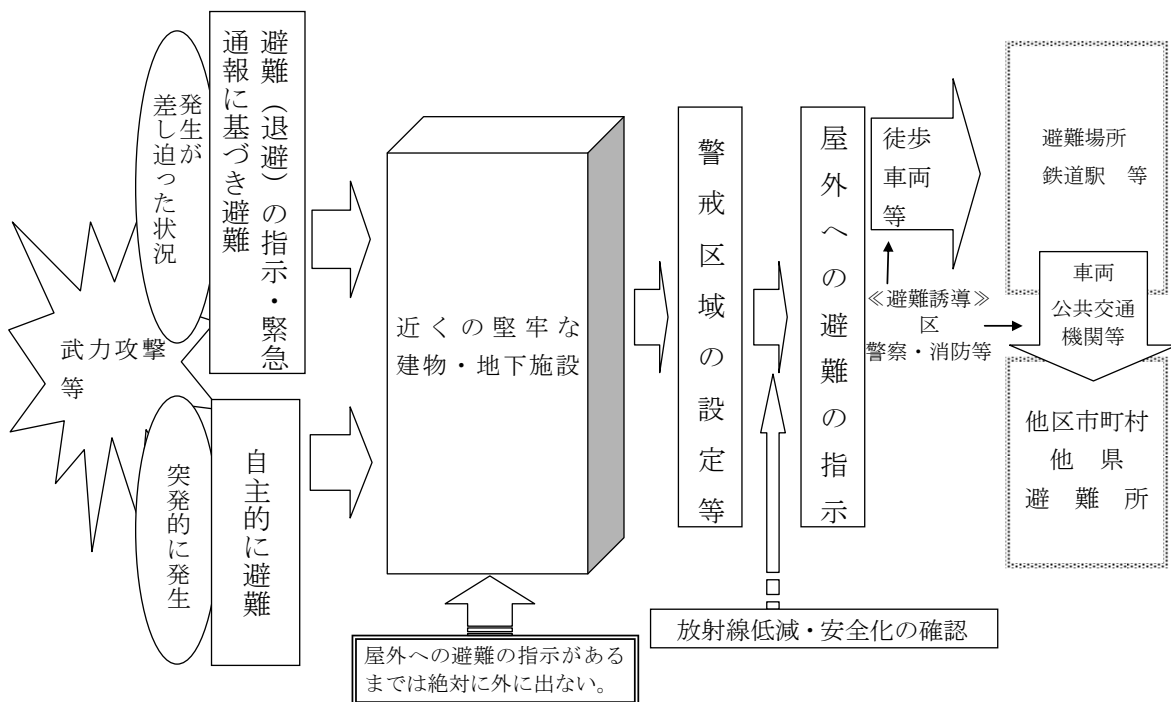 武力攻撃
等
発生が
差し迫った状況
避難（退避）の指示・緊急
通報に基づき避難
突発的に発生
自主的に避難
近くの堅牢な
建物・地下施設
屋外への避難の指示がある
までは絶対に外に出ない。
警戒区域の設定等
放射線低減・安全化の確認
屋外への避難の指示
徒歩
車両
等
≪避難誘導≫
区
警察・消防等
避難場所
鉄道駅　等
車両
公共交通
機関等
他区市町村
他　県
避　難　所